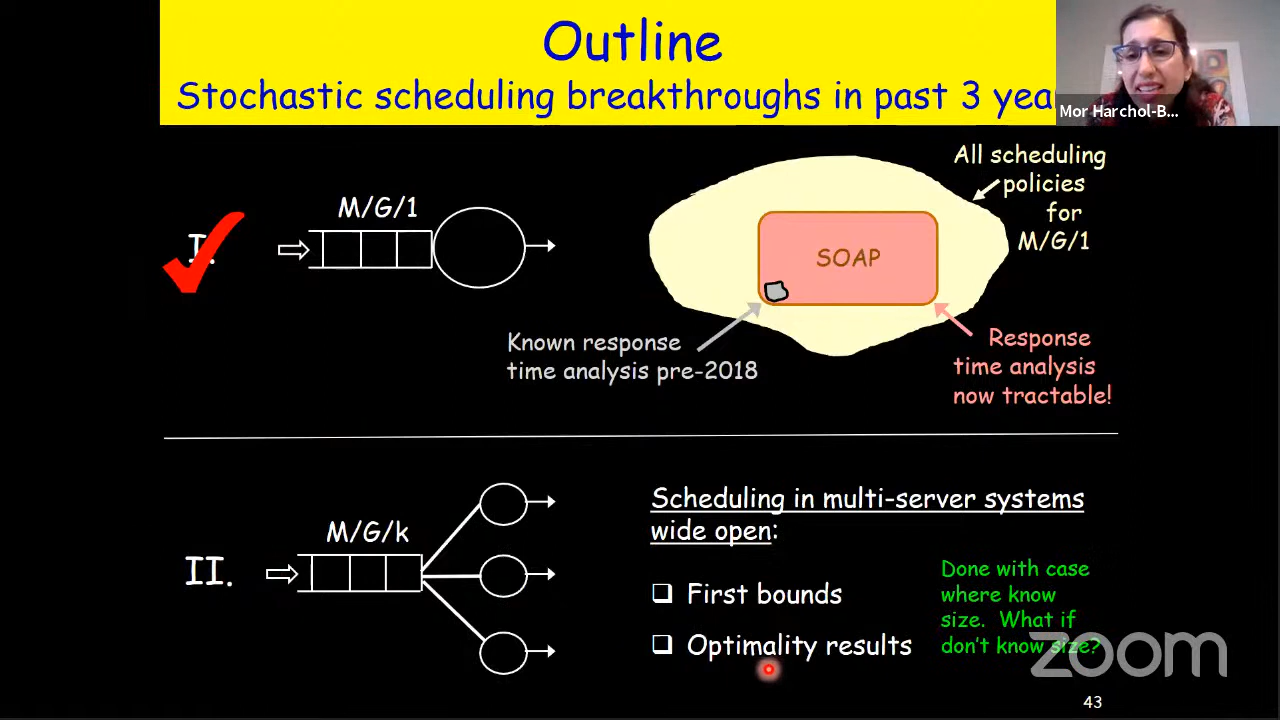 Outline
Stochastic scheduling breakthroughs in past 3 yea
Mor Harchol-B...
I.
M/G/1
All scheduling
policies
for
M/G/1
SOAP
Known response
time analysis pre-2018
Response
time analysis
now tractable!
II.
M/G/k
Scheduling in multi-server systems
wide open:
❑ First bounds
❑ Optimality results
Done with case
where know
size. What if
don't know size?
zoom
43